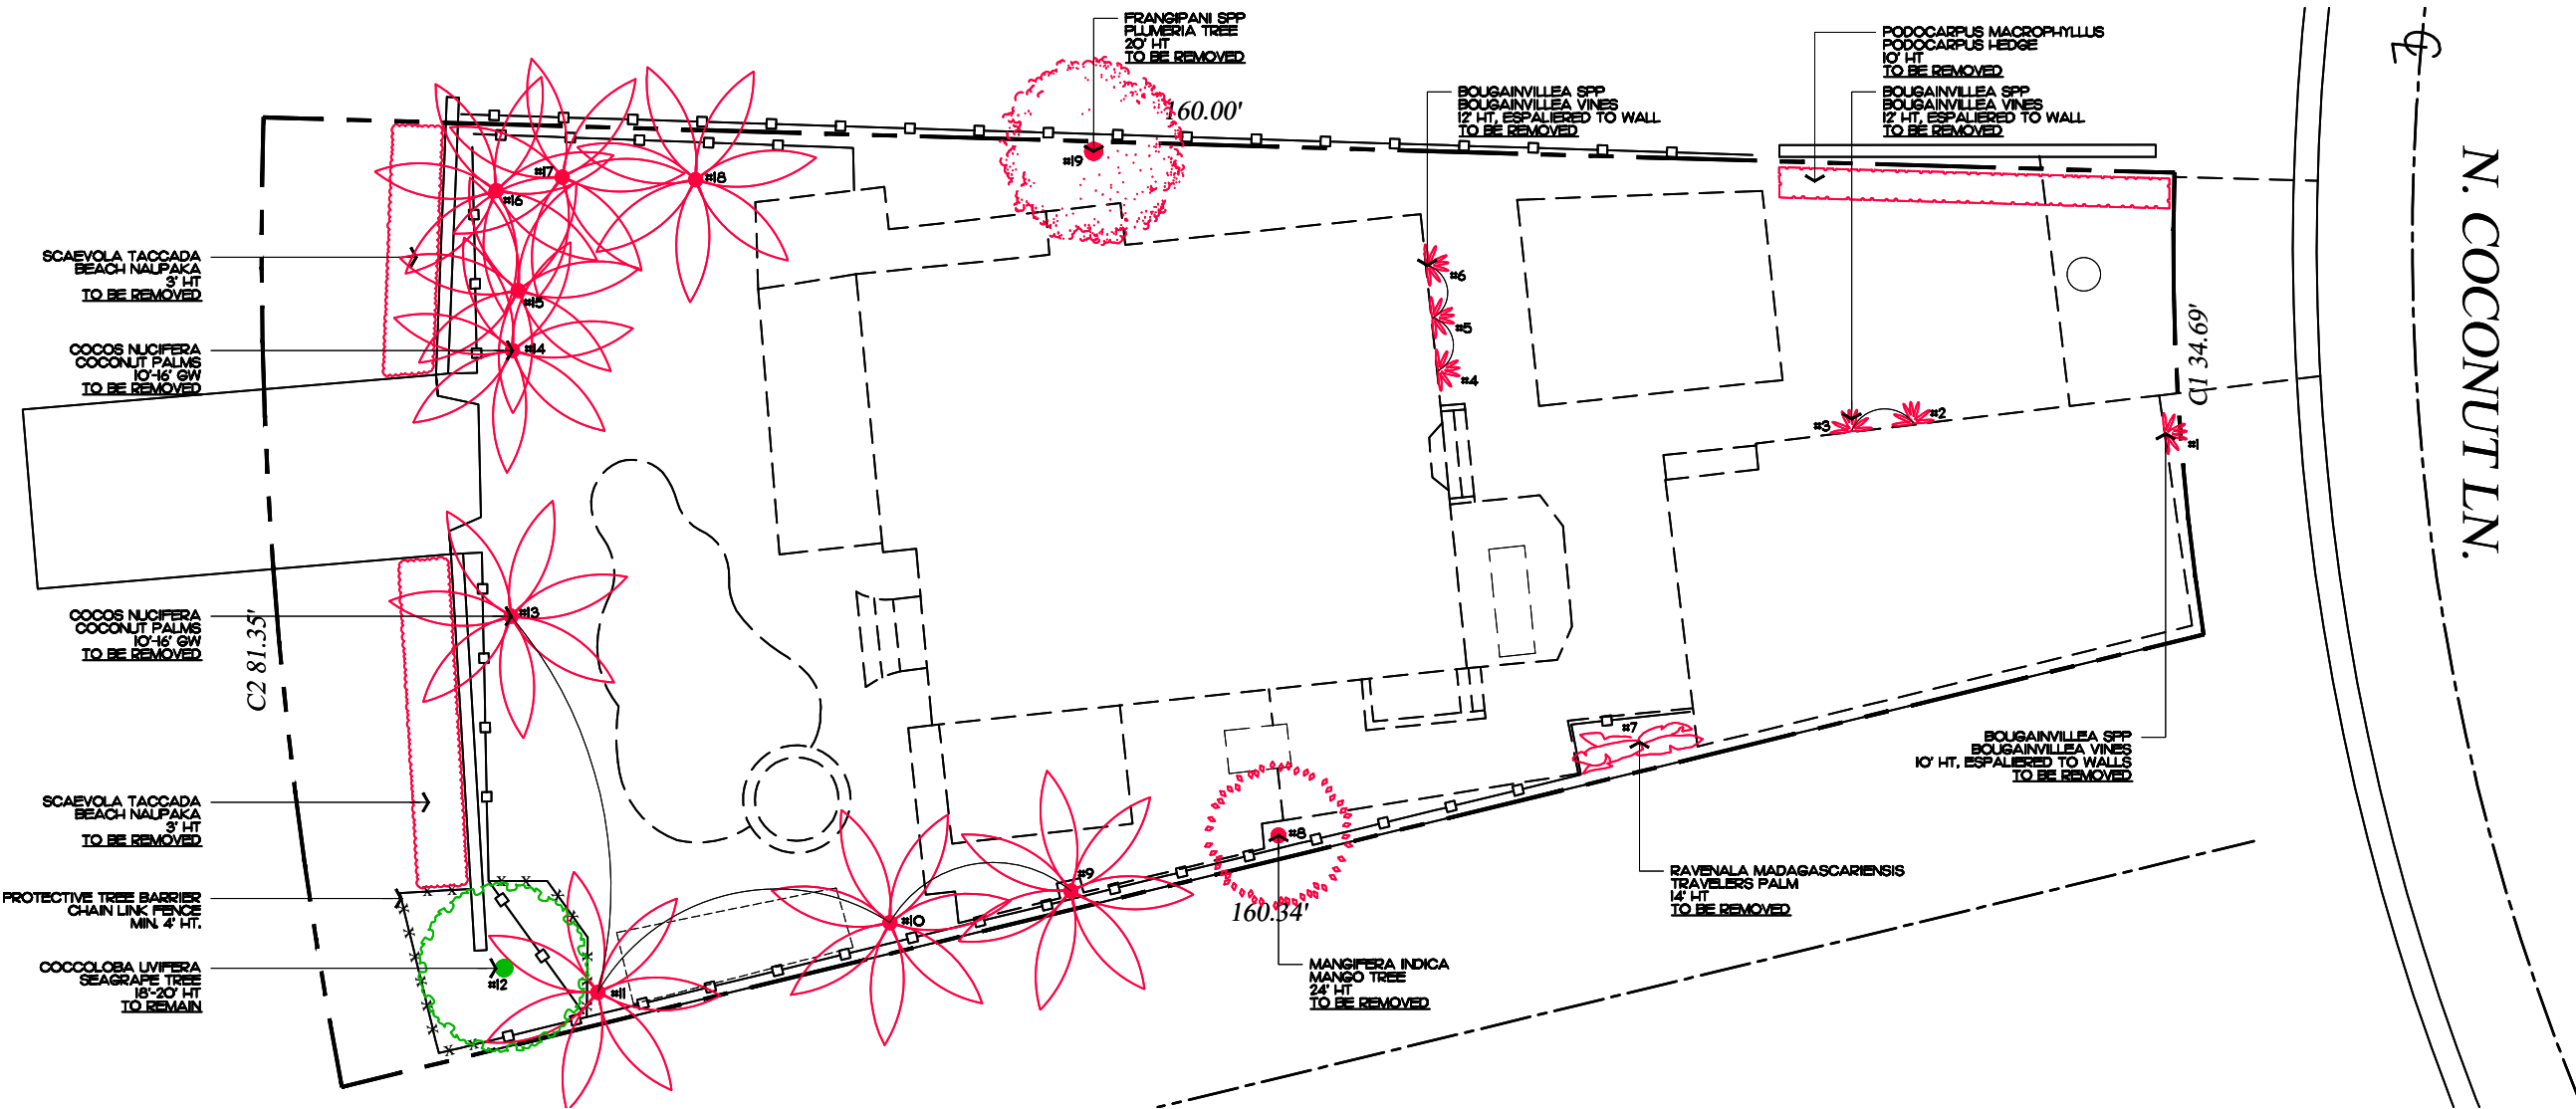 FRANGIPANI SPP
PLUMERIA TREE
20' HT
TO BE REMOVED
160.00'
#19
PODOCARPUS MACROPHYLLUS
PODOCARPUS HEDGE
10' HT
TO BE REMOVED
BOUGAINVILLEA SPP
BOUGAINVILLEA VINES
12' HT, ESPALIERED TO WALL
TO BE REMOVED
BOUGAINVILLEA SPP
BOUGAINVILLEA VINES
12' HT, ESPALIERED TO WALL
TO BE REMOVED
N. COCONUT LN.
#17
#18
#16
#15
#14
SCAEVOLA TACCADA
BEACH NAUPAKA
3' HT
TO BE REMOVED
COCOS NUCIFERA
COCONUT PALMS
10'-16' GW
TO BE REMOVED
#6
#5
#4
#3
#2
#1
C1 34.69'
COCOS NUCIFERA
COCONUT PALMS
10'-16' GW
TO BE REMOVED
#13
C2 81.35'
SCAEVOLA TACCADA
BEACH NAUPAKA
3' HT
TO BE REMOVED
#7
BOUGAINVILLEA SPP
BOUGAINVILLEA VINES
10' HT, ESPALIERED TO WALLS
TO BE REMOVED
#8
#9
#10
160.34'
RAVENALA MADAGASCARIENSIS
TRAVELERS PALM
14' HT
TO BE REMOVED
PROTECTIVE TREE BARRIER
CHAIN LINK FENCE
MIN. 4' HT.
COCCOLOBA UVIFERA
SEAGRAPE TREE
18'-20' HT
TO REMAIN
#12
#11
MANGIFERA INDICA
MANGO TREE
24' HT
TO BE REMOVED